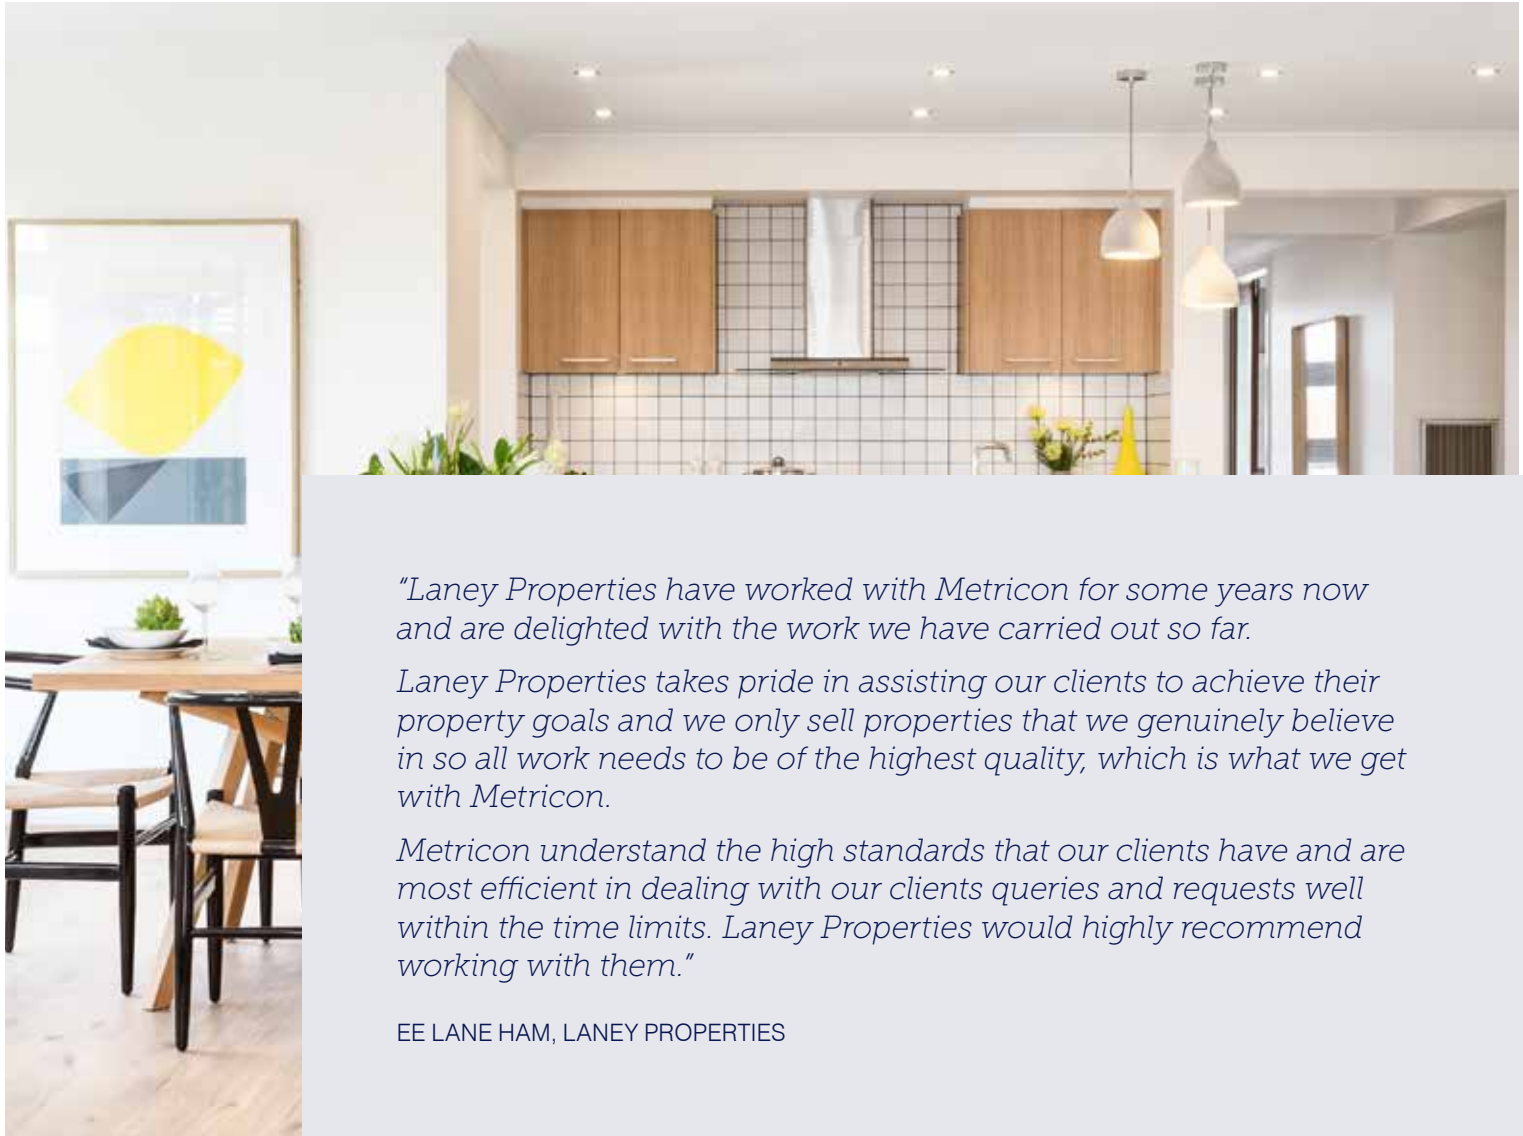 “Laney Properties have worked with Metricon for some years now
and are delighted with the work we have carried out so far.
Laney Properties takes pride in assisting our clients to achieve their
property goals and we only sell properties that we genuinely believe
in so all work needs to be of the highest quality, which is what we get
with Metricon.
Metricon understand the high standards that our clients have and are
most efficient in dealing with our clients queries and requests well
within the time limits. Laney Properties would highly recommend
working with them.”
EE LANE HAM, LANEY PROPERTIES